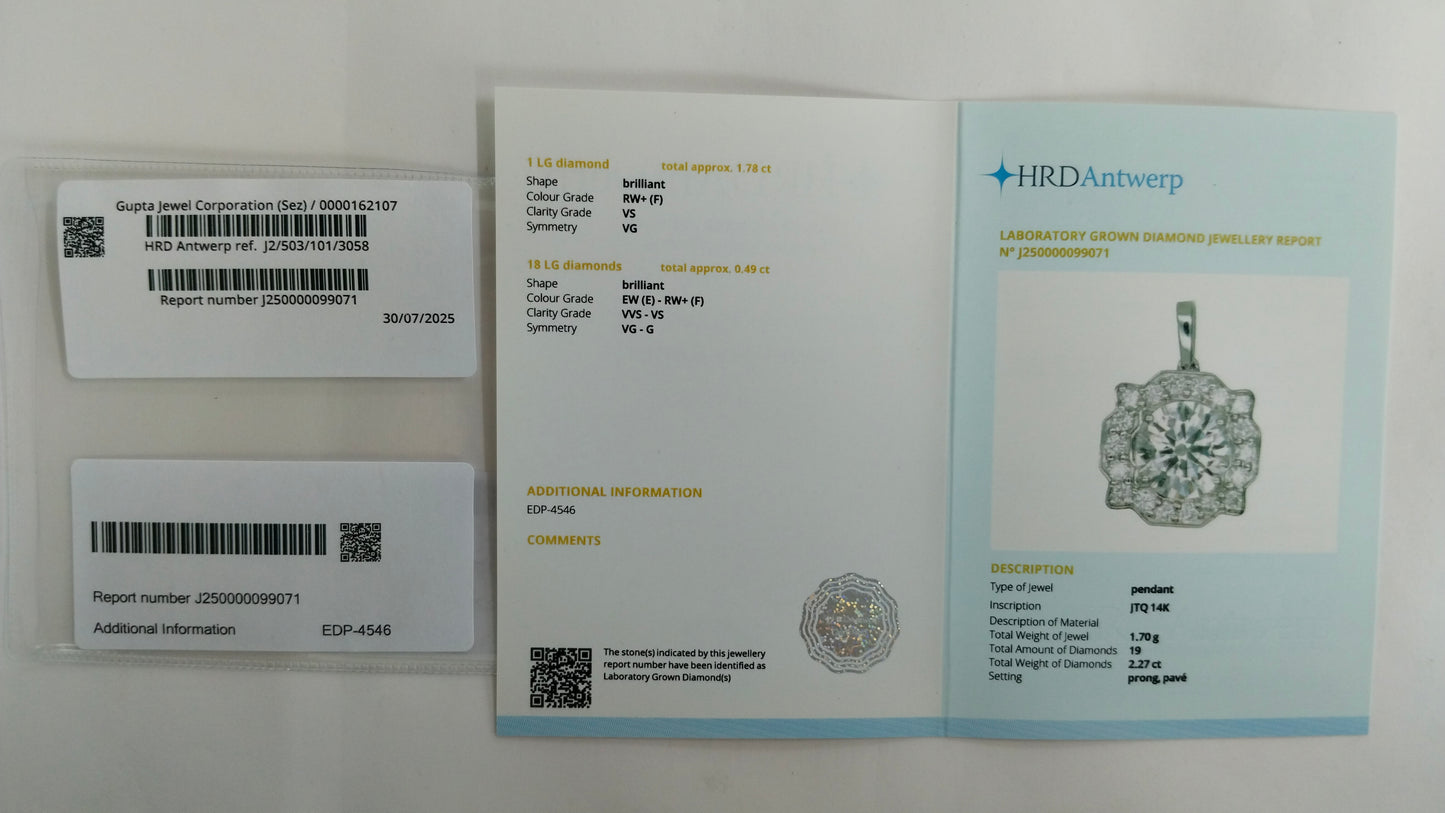 Gupta Jewel Corporation (Sez) / 0000162107
HRD Antwerp ref. J2/503/101/3058
Report number J250000099071
30/07/2025
Report number J250000099071
Additional Information EDP-4546
1 LG diamond total approx. 1.78 ct
Shape brilliant
Colour Grade RW+ (F)
Clarity Grade VS
Symmetry VG
18 LG diamonds total approx. 0.49 ct
Shape brilliant
Colour Grade EW (E) - RW+ (F)
Clarity Grade VVS - VS
Symmetry VG - G
ADDITIONAL INFORMATION
EDP-4546
COMMENTS
The stone(s) indicated by this jewellery
report number have been identified as
Laboratory Grown Diamond(s)
HRDAntwerp
LABORATORY GROWN DIAMOND JEWELLERY REPORT
N° J250000099071
DESCRIPTION
Type of Jewel pendant
Inscription JTQ 14K
Description of Material
Total Weight of Jewel 1.70 g
Total Amount of Diamonds 19
Total Weight of Diamonds 2.27 ct
Setting prong, pavé